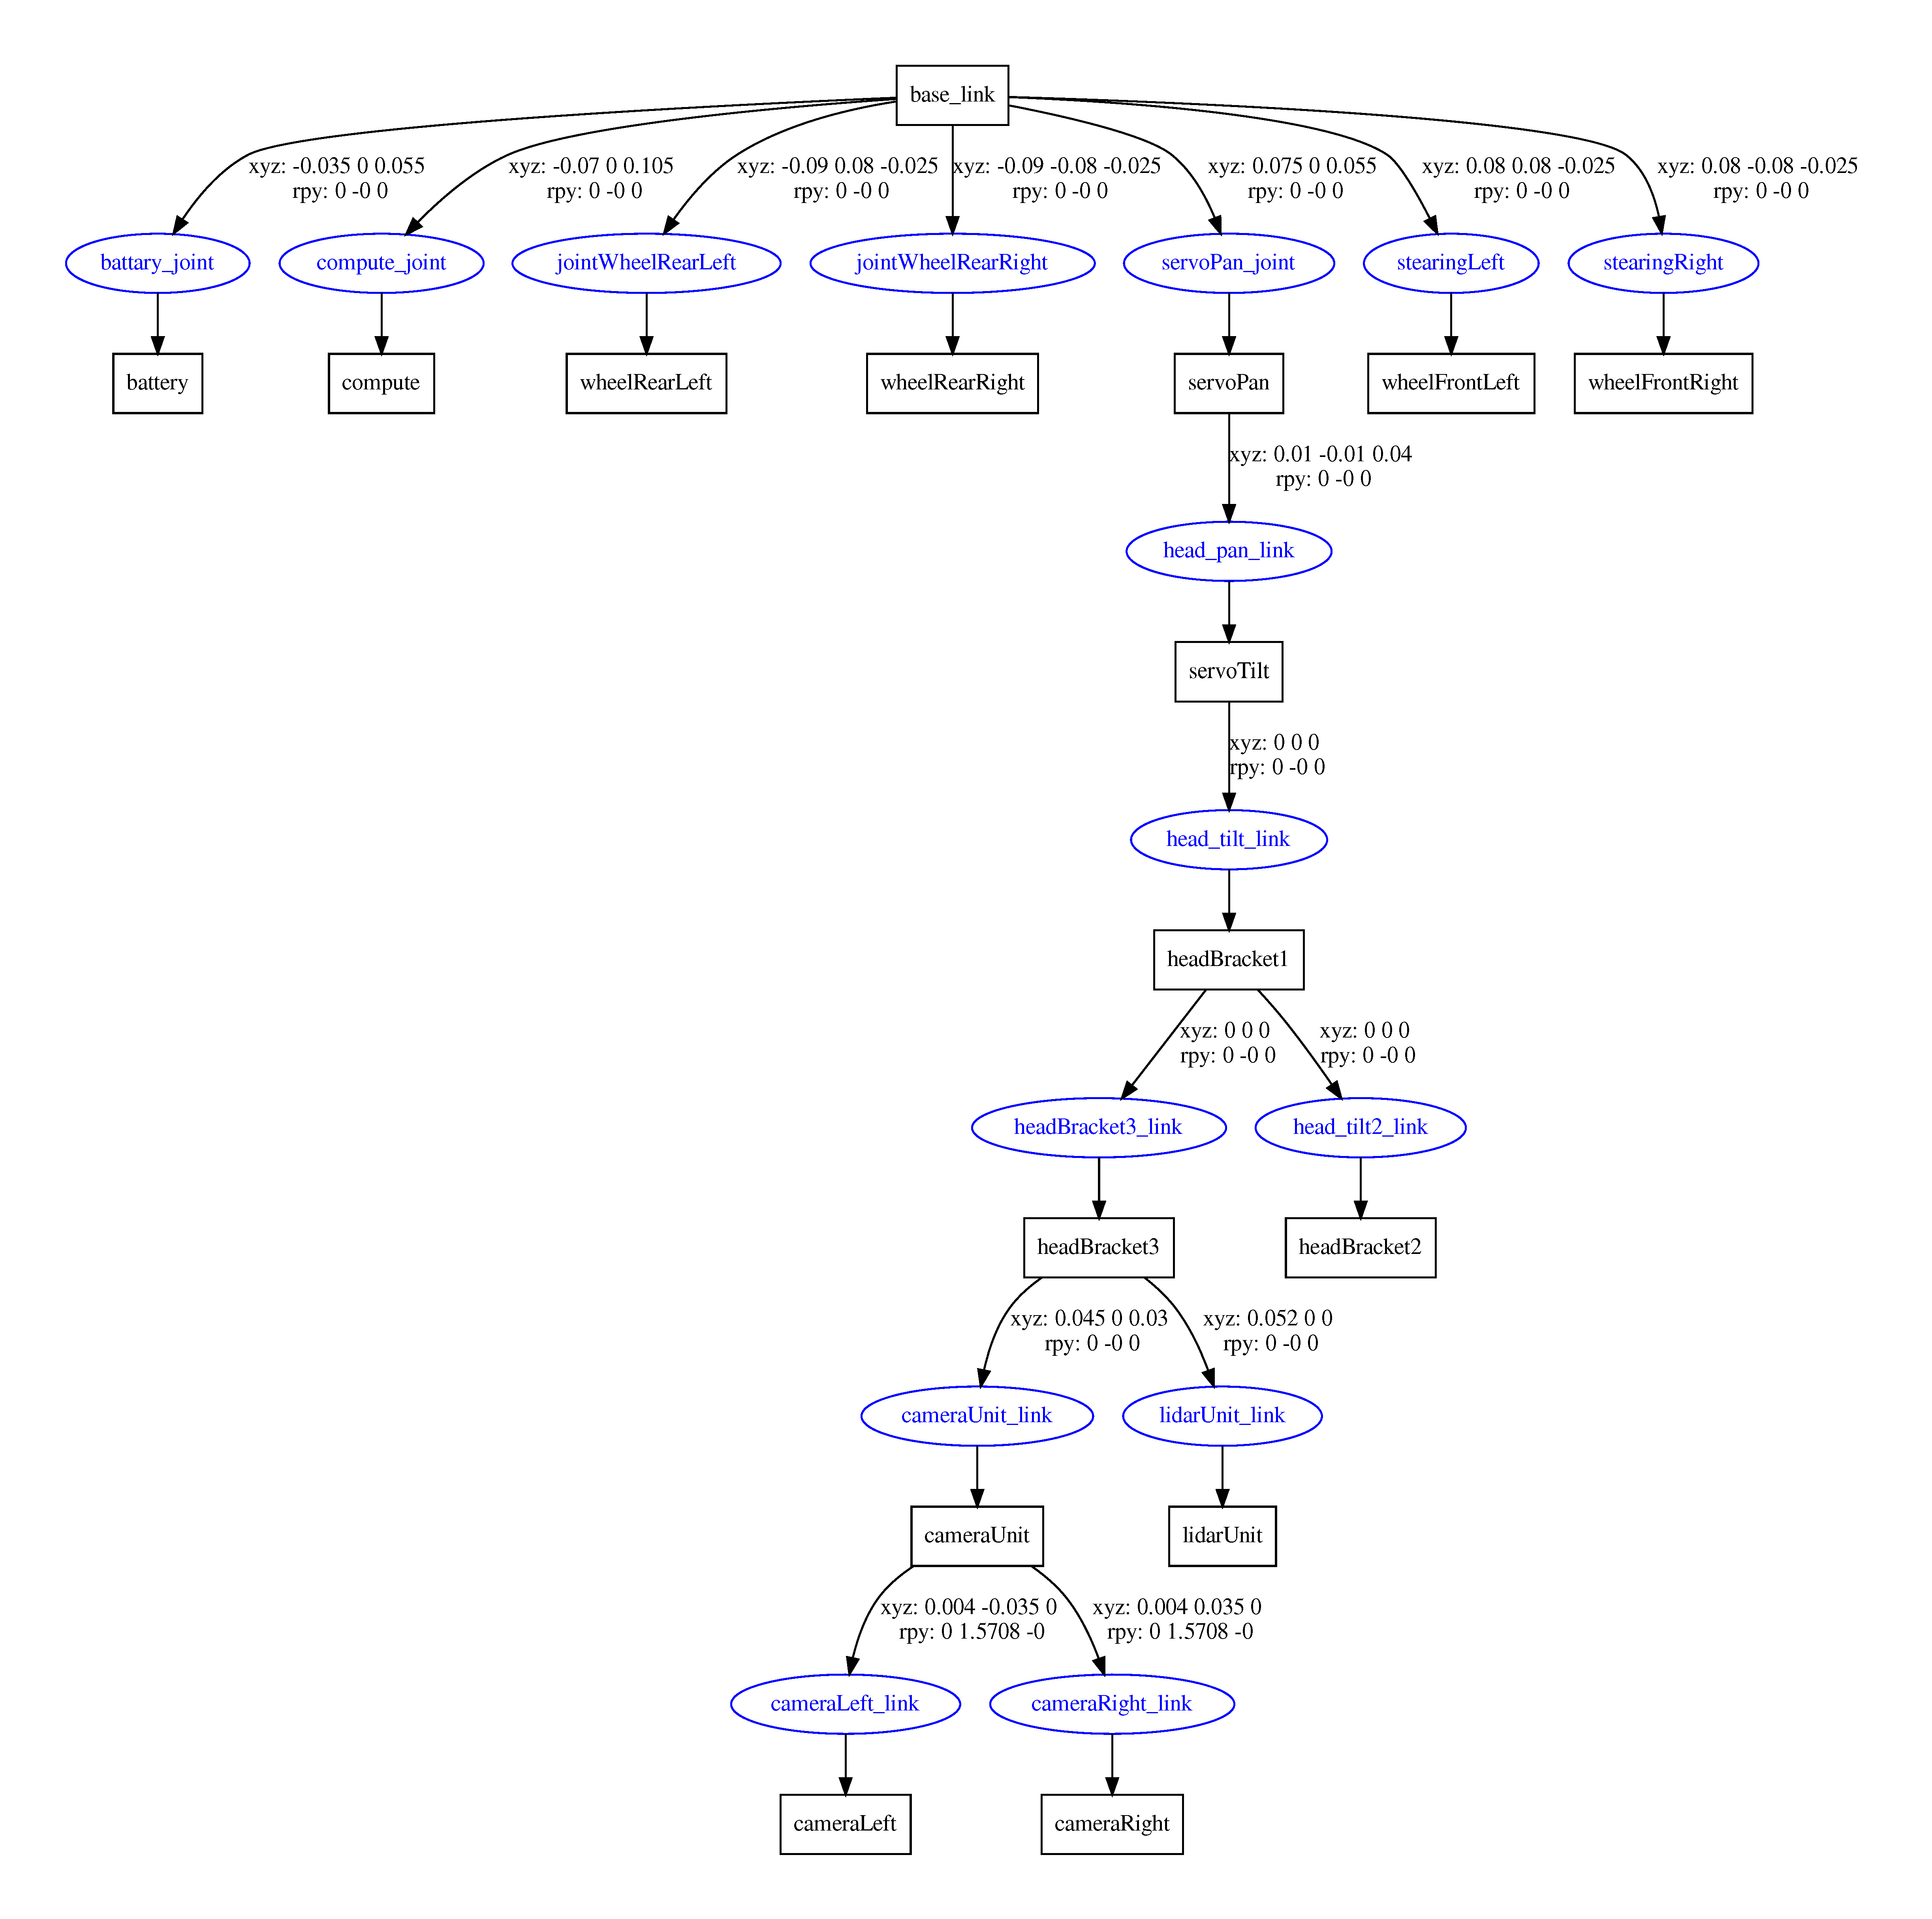 base_link
xyz: -0.035 0 0.055
rpy: 0 -0 0
xyz: -0.07 0 0.105
rpy: 0 -0 0
xyz: -0.09 0.08 -0.025
rpy: 0 -0 0
xyz: -0.09 -0.08 -0.025
rpy: 0 -0 0
xyz: 0.075 0 0.055
rpy: 0 -0 0
xyz: 0.08 0.08 -0.025
rpy: 0 -0 0
xyz: 0.08 -0.08 -0.025
rpy: 0 -0 0
battary_joint
compute_joint
jointWheelRearLeft
jointWheelRearRight
servoPan_joint
stearingLeft
stearingRight
battery
compute
wheelRearLeft
wheelRearRight
servoPan
wheelFrontLeft
wheelFrontRight
xyz: 0.01 -0.01 0.04
rpy: 0 -0 0
head_pan_link
servoTilt
xyz: 0 0 0
rpy: 0 -0 0
head_tilt_link
headBracket1
xyz: 0 0 0
rpy: 0 -0 0
xyz: 0 0 0
rpy: 0 -0 0
headBracket3_link
head_tilt2_link
headBracket3
headBracket2
xyz: 0.045 0 0.03
rpy: 0 -0 0
xyz: 0.052 0 0
rpy: 0 -0 0
cameraUnit_link
lidarUnit_link
cameraUnit
lidarUnit
xyz: 0.004 -0.035 0
rpy: 0 1.5708 -0
xyz: 0.004 0.035 0
rpy: 0 1.5708 -0
cameraLeft_link
cameraRight_link
cameraLeft
cameraRight